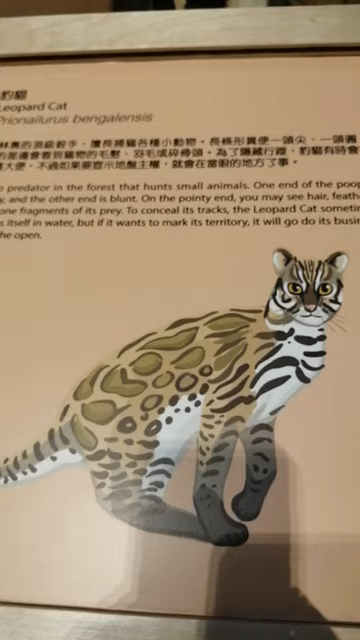 豹貓
Leopard Cat
Prionailurus bengalensis
林裏的頂級殺手,擅長捕獵各種小動物。長條形糞便一頭尖、一頭圓
的那邊會看到獵物的毛髮、羽毛或碎骨頭。為了隱藏行蹤,豹貓有時會
大便,不過如果要宣示地盤主權,就會在當眼的地方了事。
predator in the forest that hunts small animals. One end of the poop
and the other end is blunt. On the pointy end, you may see hair, feath
one fragments of its prey. To conceal its tracks, the Leopard Cat sometim
s itself in water, but if it wants to mark its territory, it will go do its busin
he open.